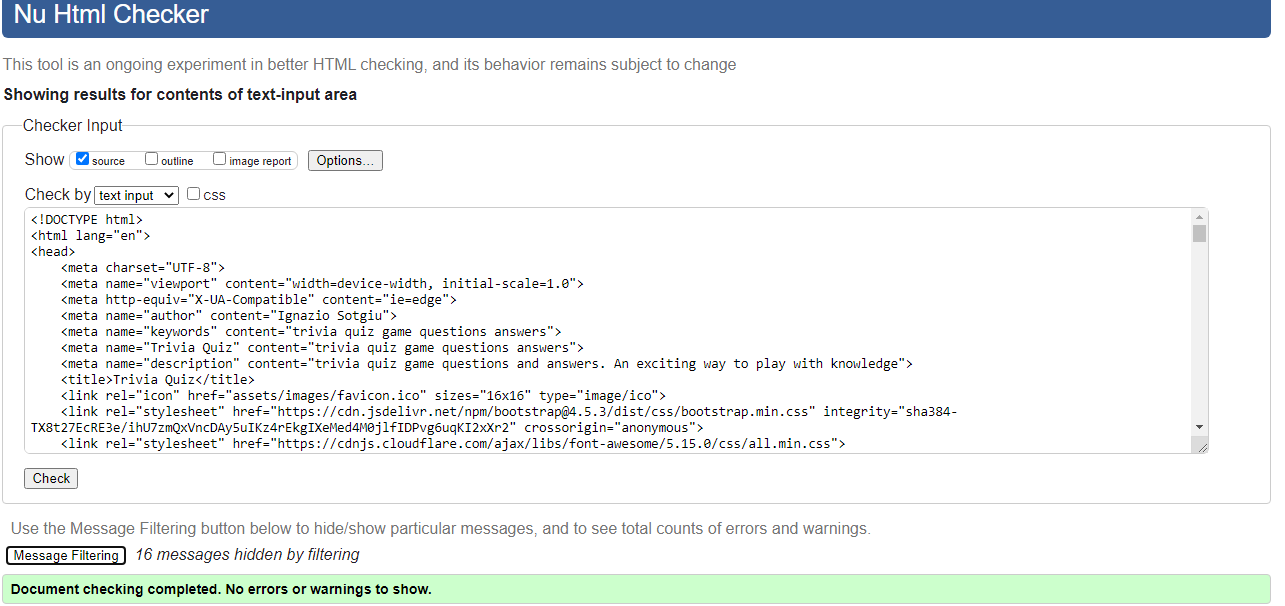 Nu Html Checker
This tool is an ongoing experiment in better HTML checking, and its behavior remains subject to change
Showing results for contents of text-input area
Checker Input
Show source outline image report Options...
Check by text input CSS
<!DOCTYPE html>
<html lang="en">
<head>
    <meta charset="UTF-8">
    <meta name="viewport" content="width=device-width, initial-scale=1.0">
    <meta http-equiv="X-UA-Compatible" content="ie=edge">
    <meta name="author" content="Ignazio Sotgiu">
    <meta name="keywords" content="trivia quiz game questions answers">
    <meta name="Trivia Quiz" content="trivia quiz game questions answers">
    <meta name="description" content="trivia quiz game questions and answers. An exciting way to play with knowledge">
    <title>Trivia Quiz</title>
    <link rel="icon" href="assets/images/favicon.ico" sizes="16x16" type="image/ico">
    <link rel="stylesheet" href="https://cdn.jsdelivr.net/npm/bootstrap@4.5.3/dist/css/bootstrap.min.css" integrity="sha384-
TX8t27EcRE3e/ihU7zmQxVncDAy5uIKz4rEkgIXeMed4M0jlfIDPvg6uqKI2xXr2" crossorigin="anonymous">
    <link rel="stylesheet" href="https://cdnjs.cloudflare.com/ajax/libs/font-awesome/5.15.0/css/all.min.css">
Check
Use the Message Filtering button below to hide/show particular messages, and to see total counts of errors and warnings.
Message Filtering 16 messages hidden by filtering
Document checking completed. No errors or warnings to show.